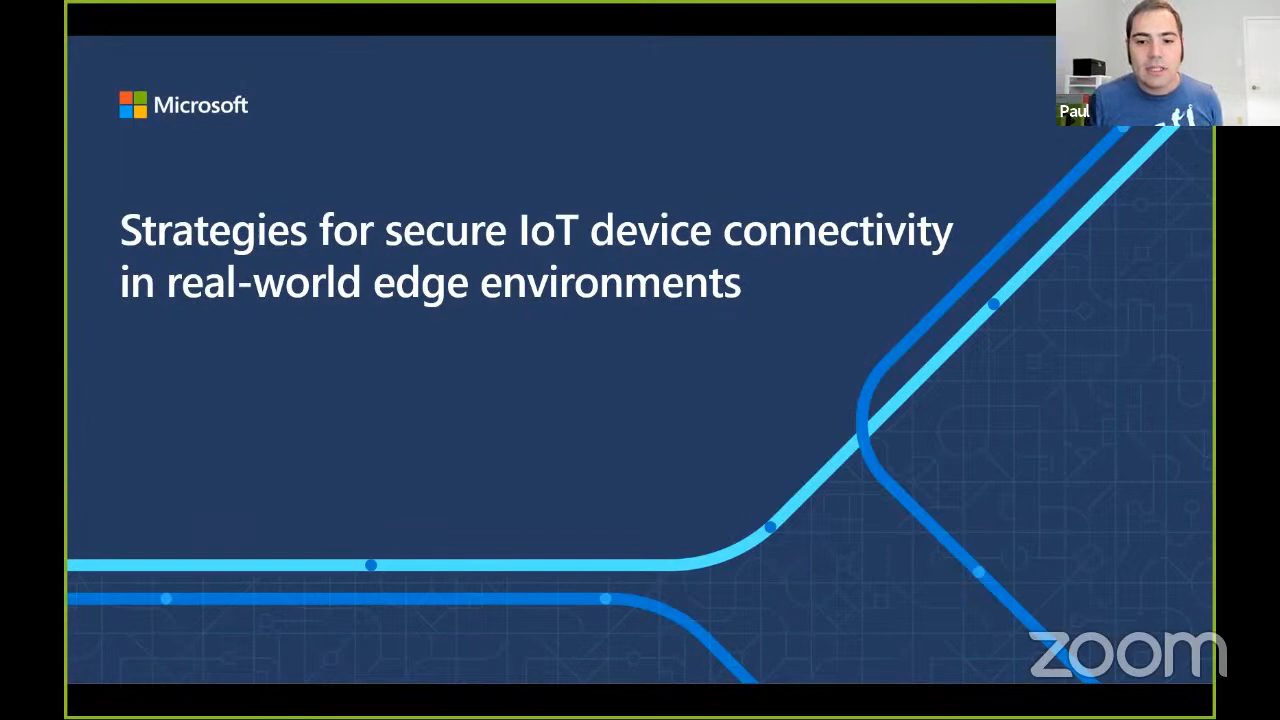 Microsoft
Paul
Strategies for secure IoT device connectivity
in real-world edge environments
zoom